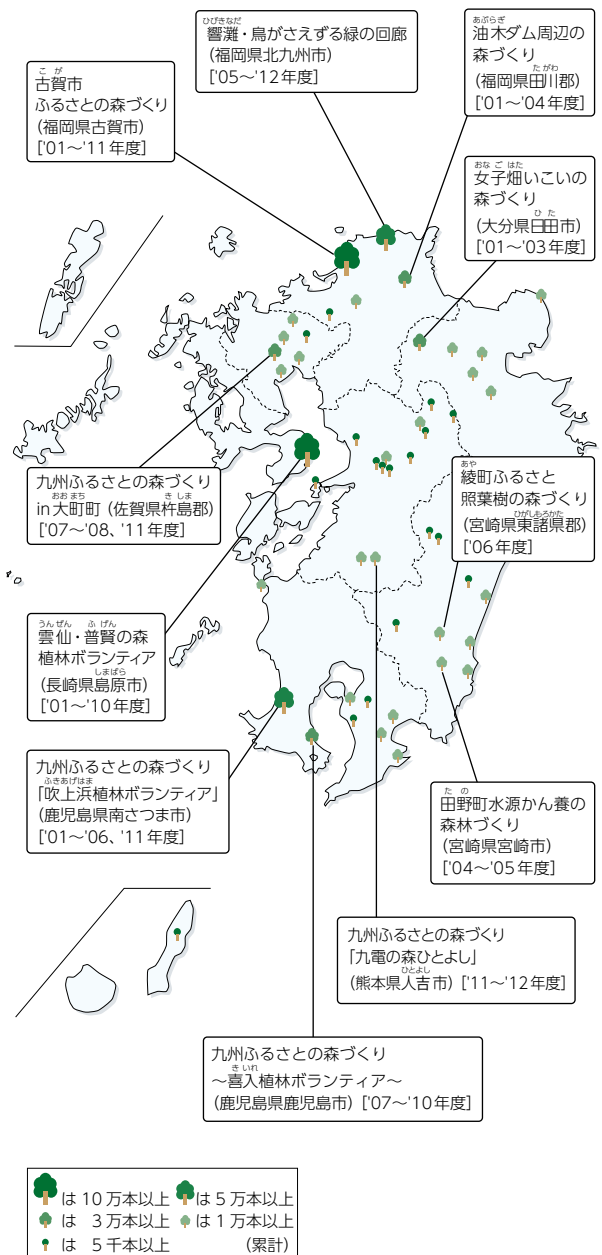 響灘・鳥がさえずる緑の回廊
(福岡県北九州市)
['05〜'12年度]
油木ダム周辺の
森づくり
(福岡県田川郡)
['01〜'04年度]
古賀市
ふるさとの森づくり
(福岡県古賀市)
['01〜'11年度]
女子畑いこいの
森づくり
(大分県日田市)
['01〜'03年度]
九州ふるさとの森づくり
in大町町(佐賀県杵島郡)
['07〜'08、'11年度]
綾町ふるさと
照葉樹の森づくり
(宮崎県東諸県郡)
['06年度]
雲仙・普賢の森
植林ボランティア
(長崎県島原市)
['01〜'10年度]
九州ふるさとの森づくり
「吹上浜植林ボランティア」
(鹿児島県南さつま市)
['01〜'06、'11年度]
田野町水源かん養の
森林づくり
(宮崎県宮崎市)
['04〜'05年度]
九州ふるさとの森づくり
「九電の森ひとよし」
(熊本県人吉市)['11〜'12年度]
九州ふるさとの森づくり
〜喜入植林ボランティア〜
(鹿児島県鹿児島市)['07〜'10年度]
は 10万本以上 は 5万本以上
は 3万本以上 は 1万本以上
は 5千本以上 (累計)